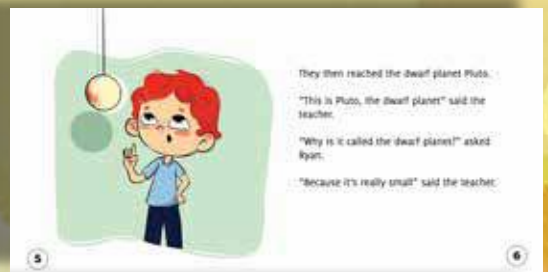 They then reached the dwarf planet Pluto.
"This is Pluto, the dwarf planet" said the
teacher.
"Why is it called the dwarf planet?" asked
Ryan.
"Because it's really small" said the teacher.
5
6